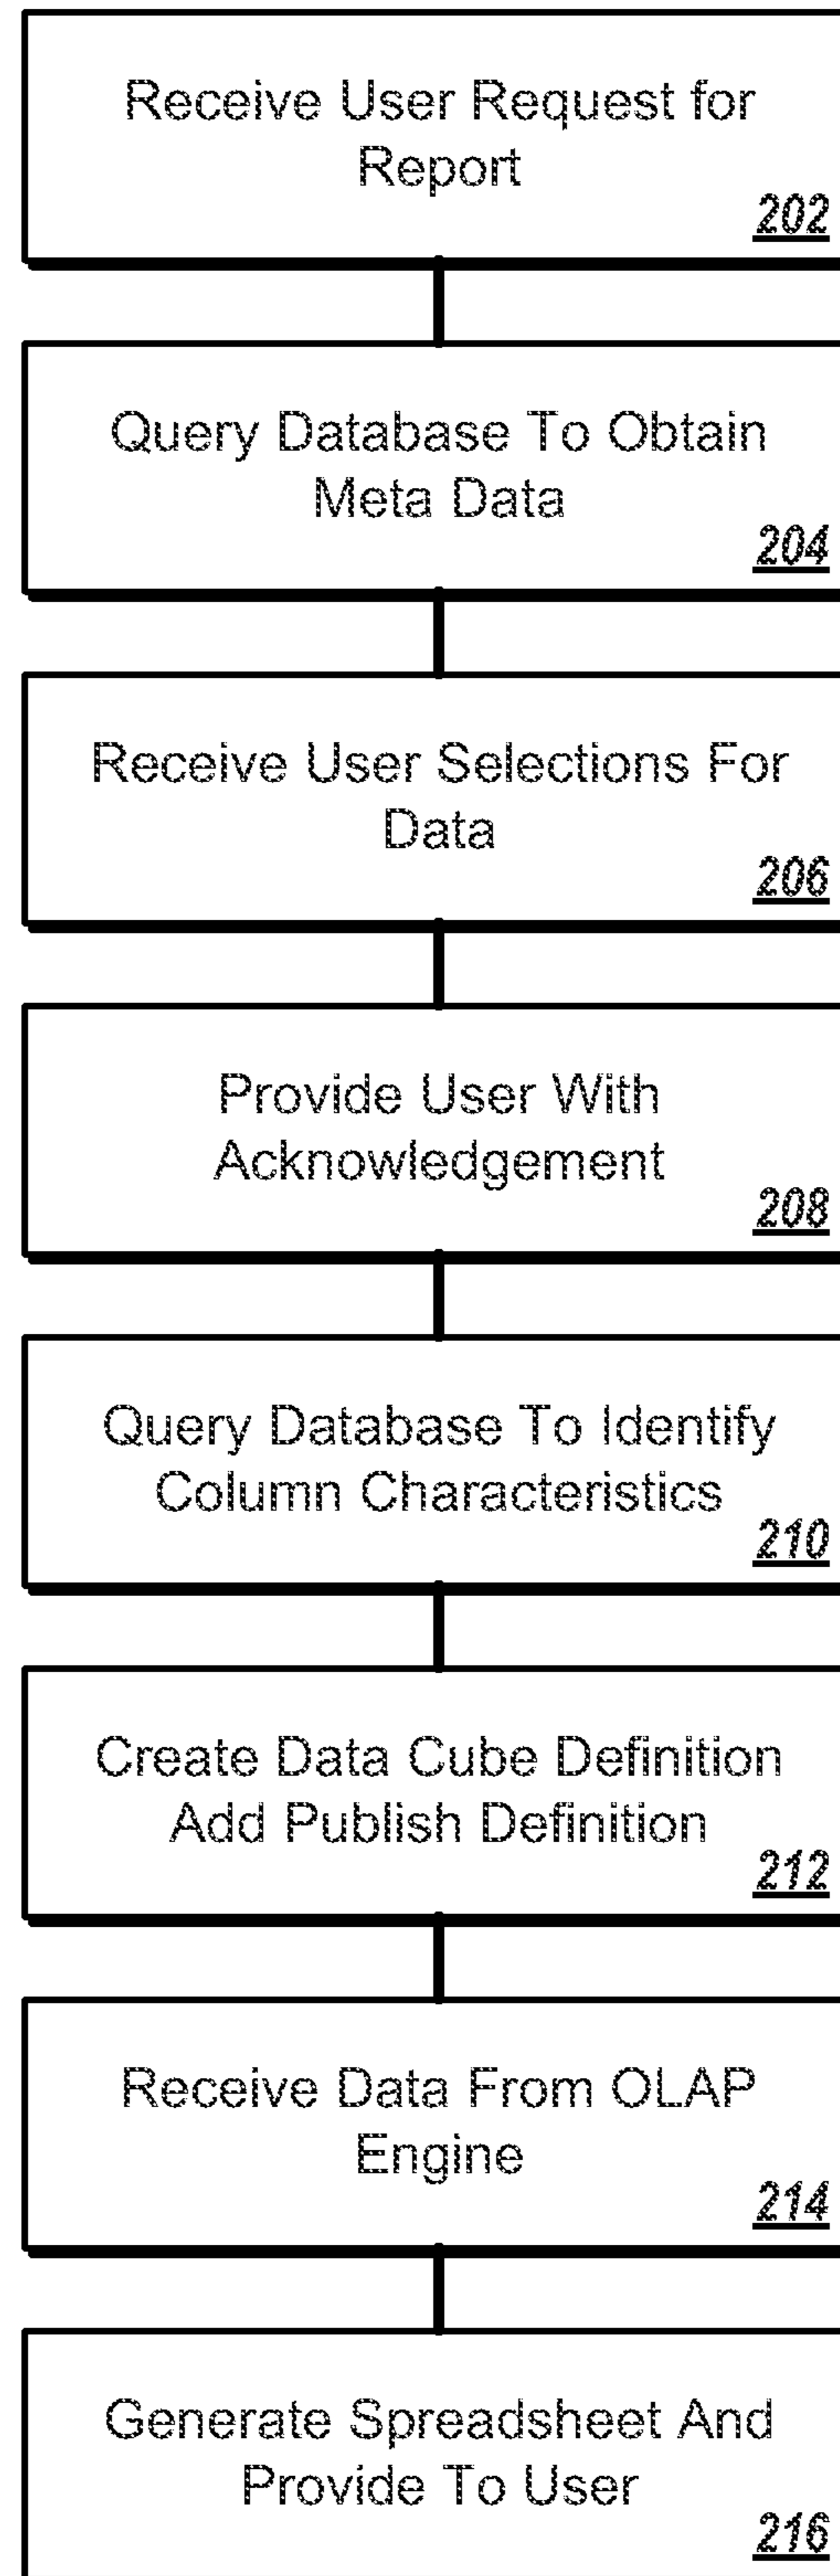 Receive User Request for
Report
202
Query Database To Obtain
Meta Data
204
Receive User Selections For
Data
206
Provide User With
Acknowledgement
208
Query Database To Identify
Column Characteristics
210
Create Data Cube Definition
Add Publish Definition
212
Receive Data From OLAP
Engine
214
Generate Spreadsheet And
Provide To User
216